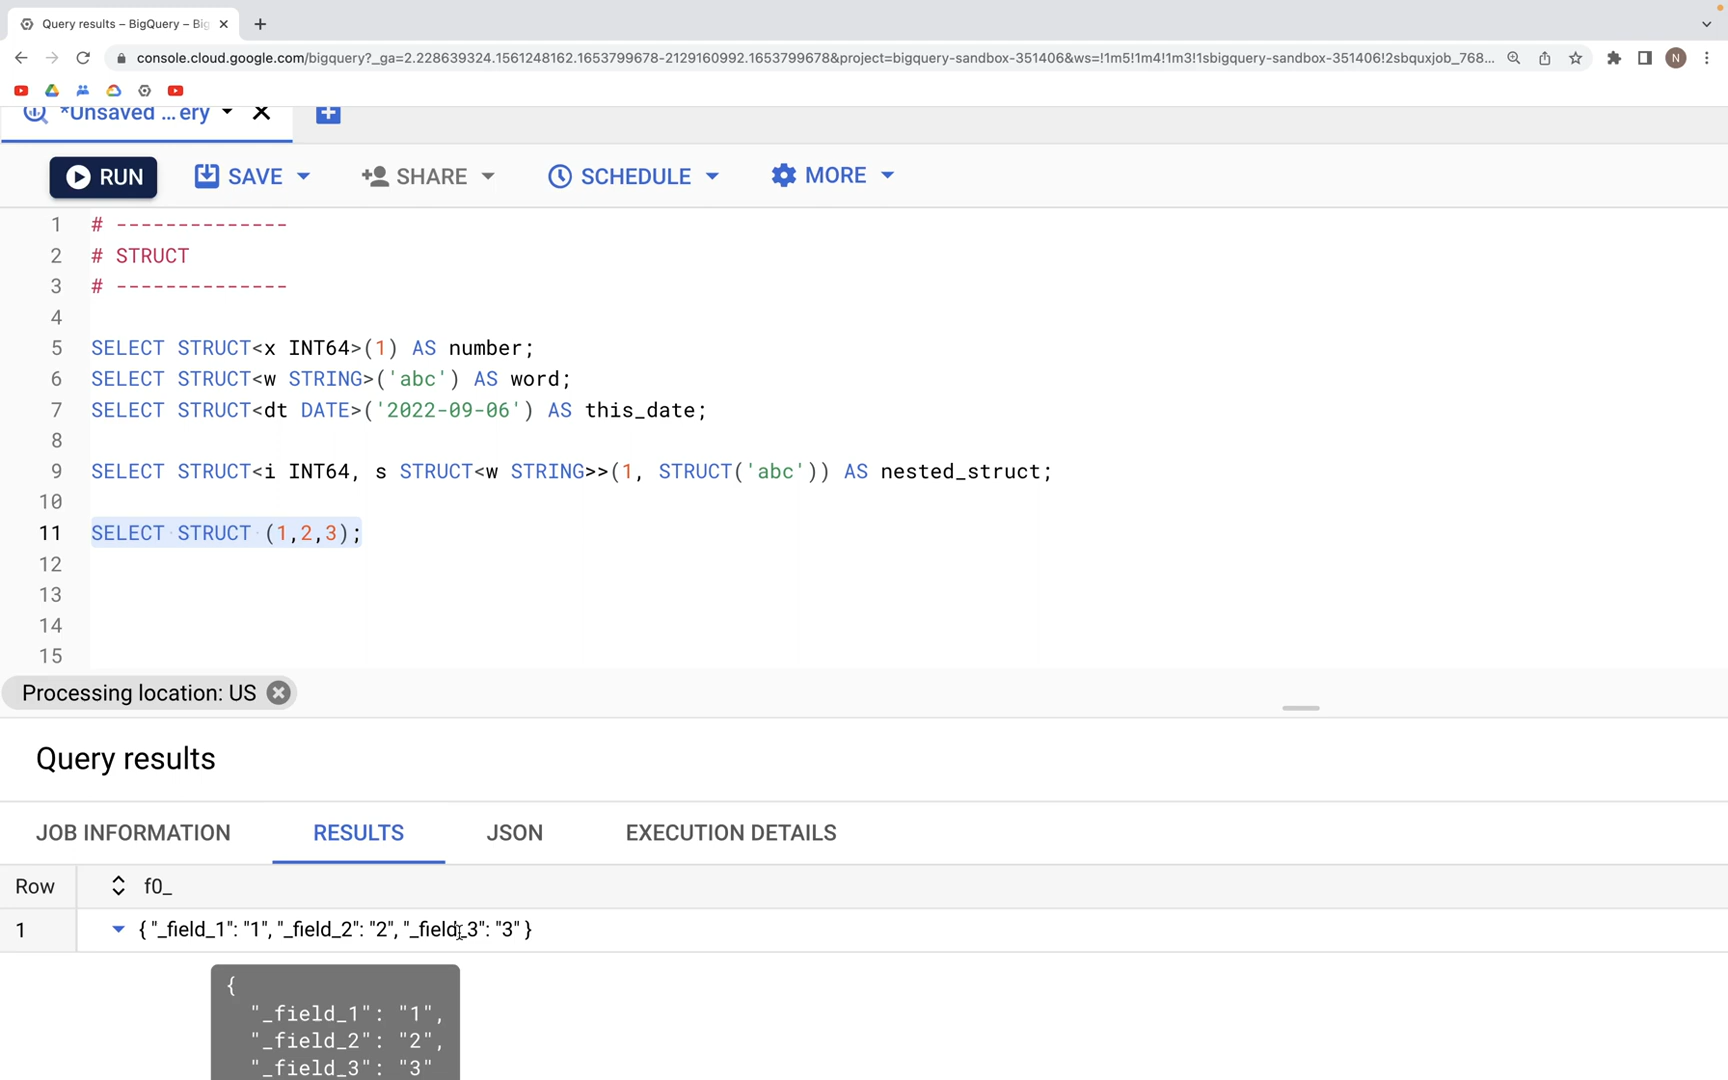 Query results – BigQuery – Big
console.cloud.google.com/bigquery?_ga=2.228639324.1561248162.1653799678-2129160992.1653799678&project=bigquery-sandbox-351406&ws=!1m5!1m4!1m3!1sbigquery-sandbox-351406!2sbquxjob_768...
N
*Unsaved ... ery
RUN SAVE SHARE SCHEDULE MORE
1 # --------------
2 # STRUCT
3 # --------------
4
5 SELECT STRUCT<x INT64>(1) AS number;
6 SELECT STRUCT<w STRING>('abc') AS word;
7 SELECT STRUCT<dt DATE>('2022-09-06') AS this_date;
8
9 SELECT STRUCT<i INT64, s STRUCT<w STRING>>(1, STRUCT('abc')) AS nested_struct;
10
11 SELECT STRUCT (1,2,3);
12
13
14
15
Processing location: US
Query results
JOB INFORMATION RESULTS JSON EXECUTION DETAILS
Row f0_
1 { "_field_1": "1", "_field_2": "2", "_field_3": "3" }
{
"_field_1": "1",
"_field_2": "2",
"_field_3": "3"